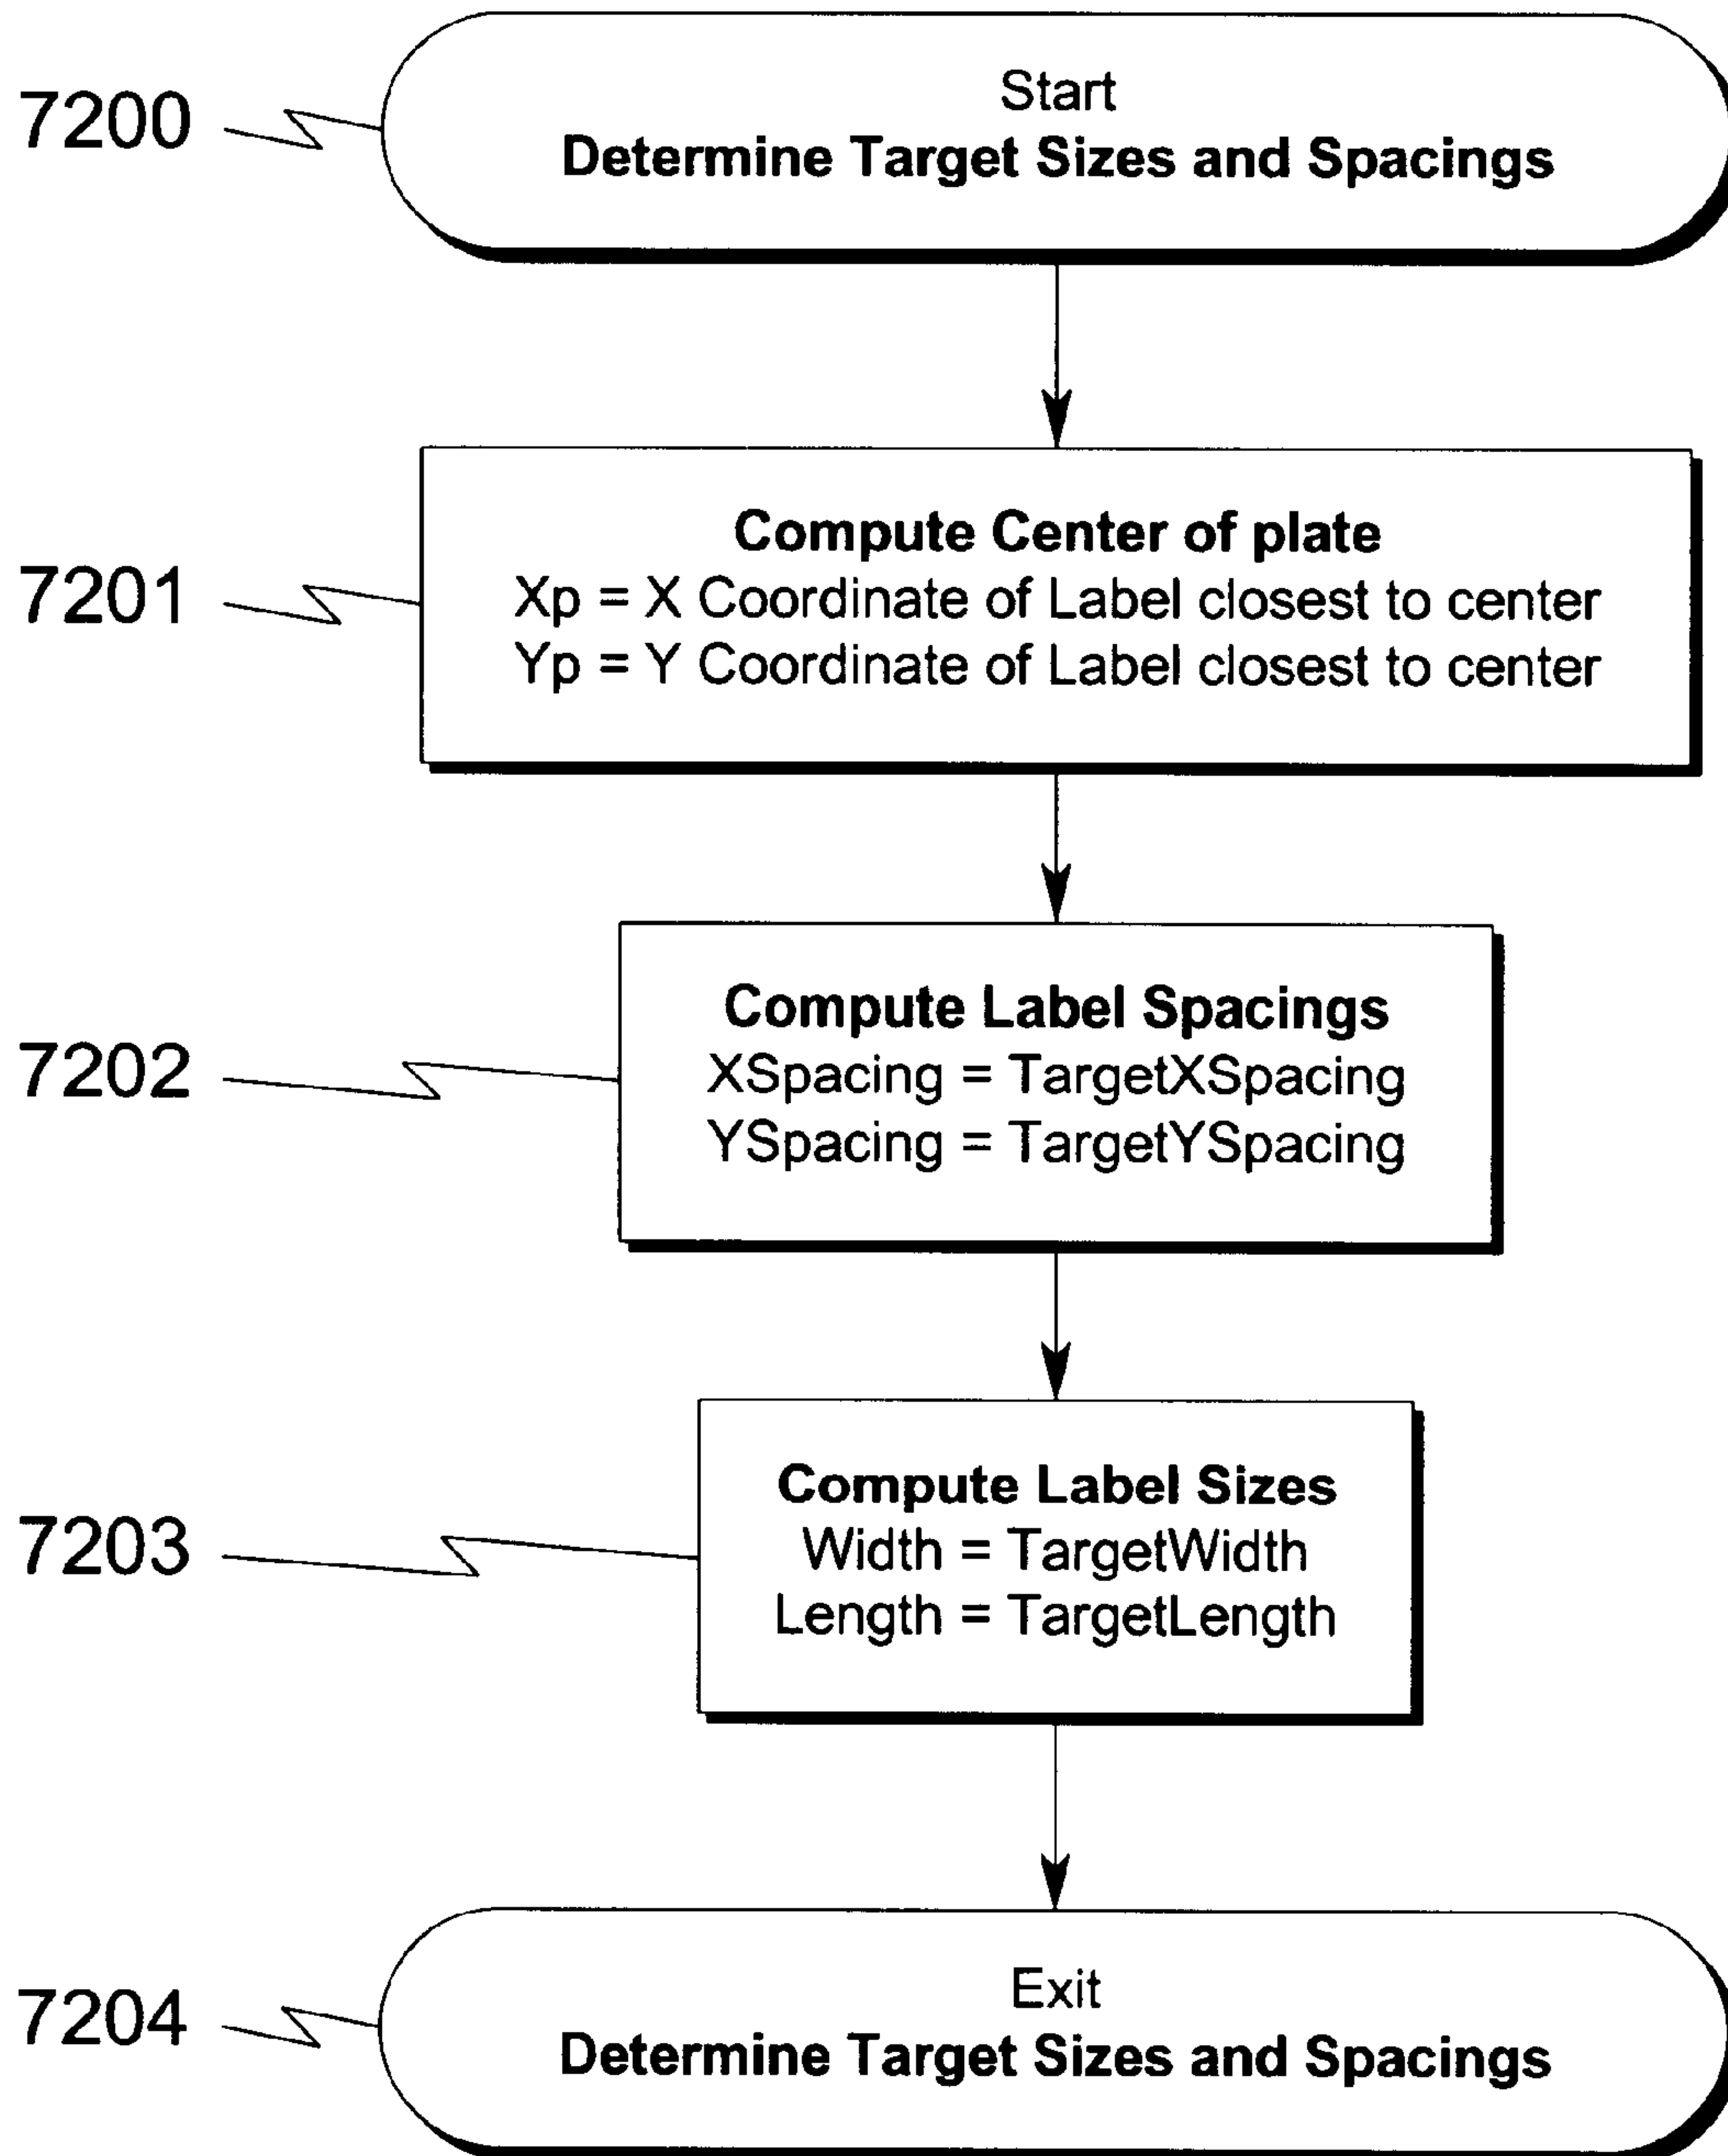 7200
Start
Determine Target Sizes and Spacings
7201
Compute Center of plate
Xp = X Coordinate of Label closest to center
Yp = Y Coordinate of Label closest to center
7202
Compute Label Spacings
XSpacing = TargetXSpacing
YSpacing = TargetYSpacing
7203
Compute Label Sizes
Width = TargetWidth
Length = TargetLength
7204
Exit
Determine Target Sizes and Spacings